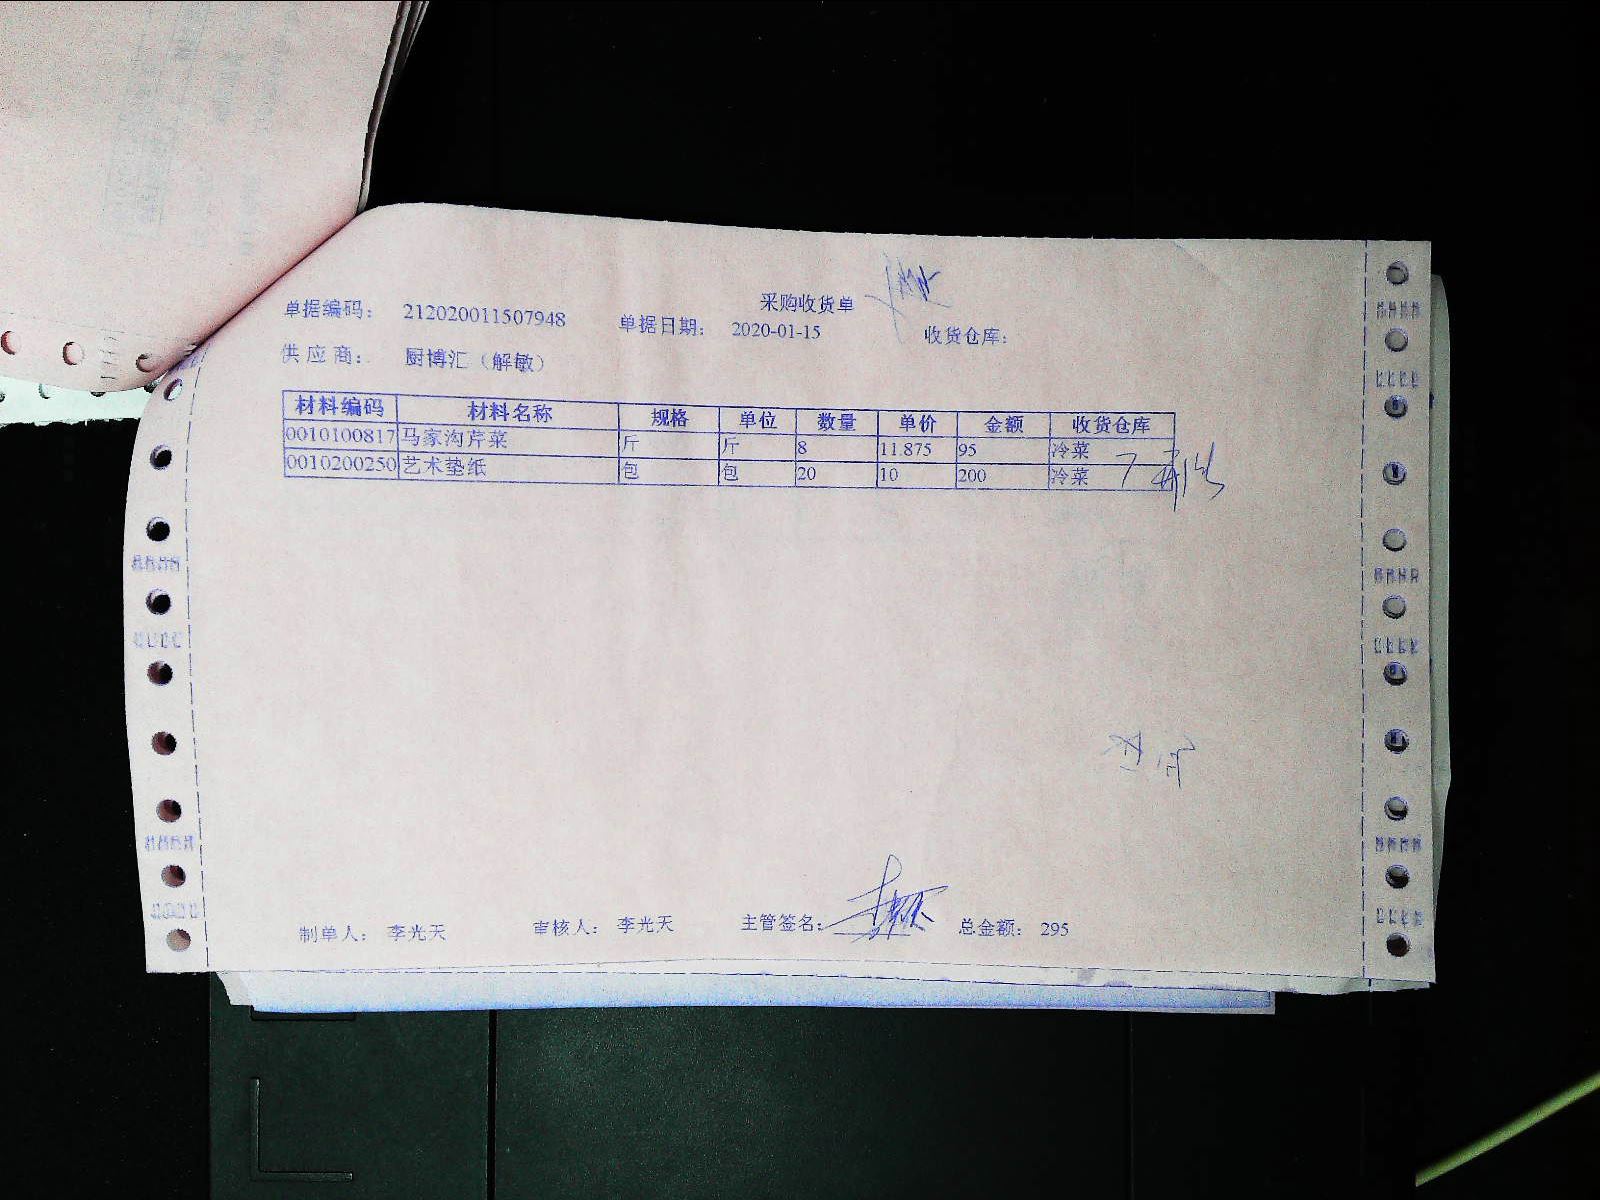 采购收货单
单据编码： 212020011507948 单据日期： 2020-01-15 收货仓库：
供应商： 厨博汇（解敏）
材料编码 材料名称 规格 单位 数量 单价 金额 收货仓库
0010100817 马家沟芹菜 斤 斤 8 11.875 95 冷菜
0010200250 艺术垫纸 包 包 20 10 200 冷菜
制单人： 李光天 审核人： 李光天 主管签名： 总金额： 295